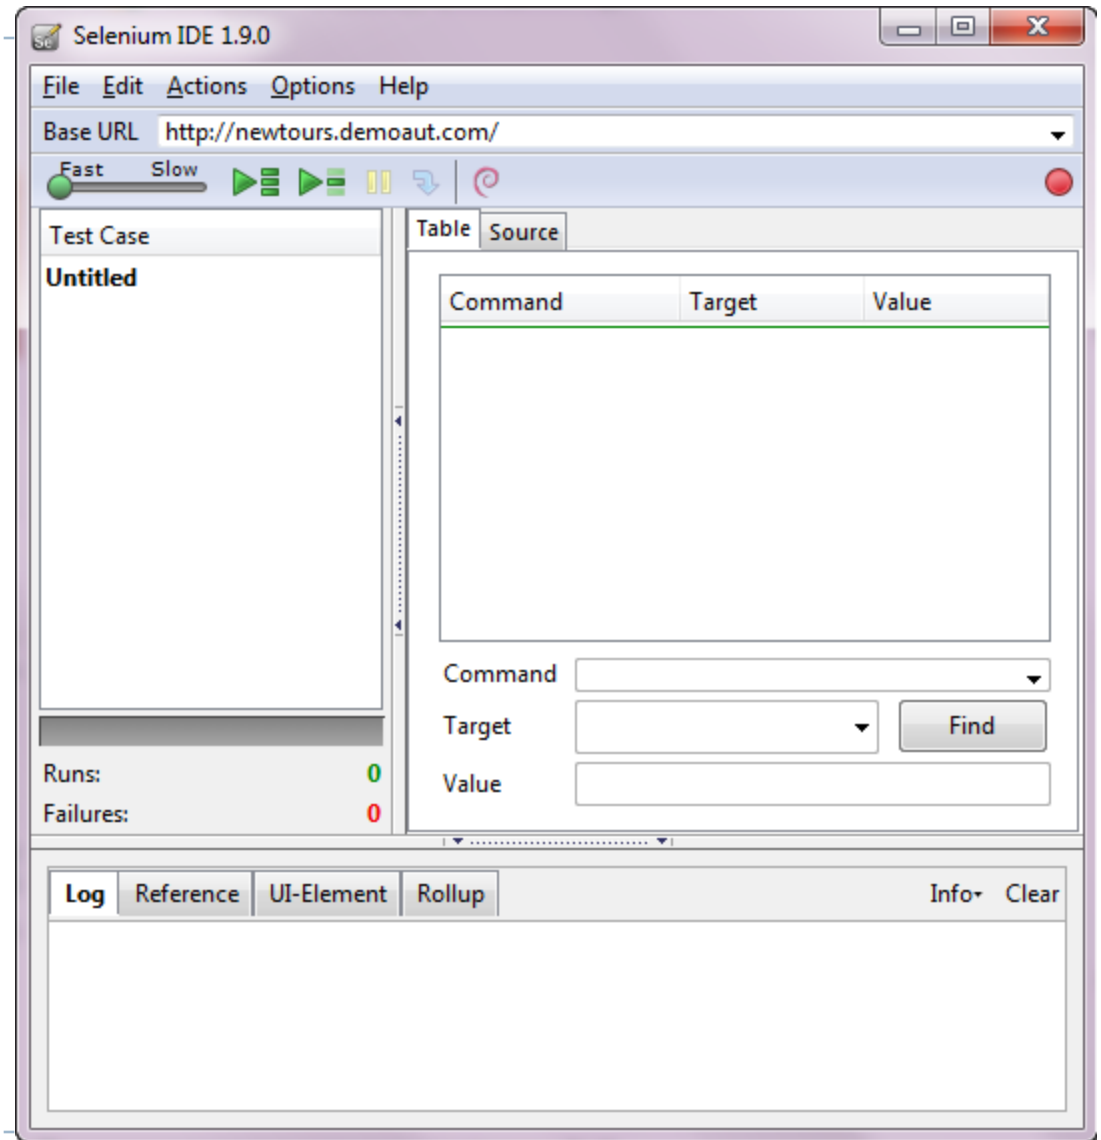 Selenium IDE 1.9.0
File Edit Actions Options Help
Base URL http://newtours.demoaut.com/
Fast Slow
Test Case
Untitled
Runs: 0
Failures: 0
Table Source
Command Target Value
Command
Target Find
Value
Log Reference UI-Element Rollup Info Clear